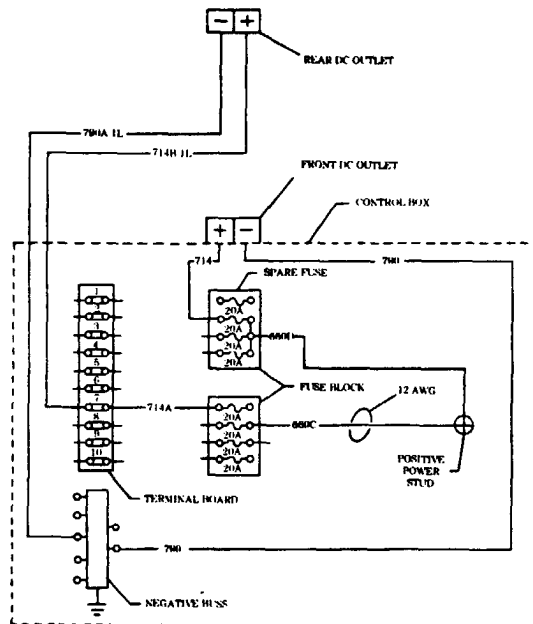 − +
REAR DC OUTLET
790A 1L
714B 1L
FRONT DC OUTLET
CONTROL BOX
+ −
714
780
SPARE FUSE
20A
20A
20A
20A
1
2
3
4
5
6
7
8
9
10
FUSE BLOCK
12 AWG
714A
20A
20A
20A
20A
POSITIVE
POWER
STUD
TERMINAL BOARD
780
NEGATIVE BUSS